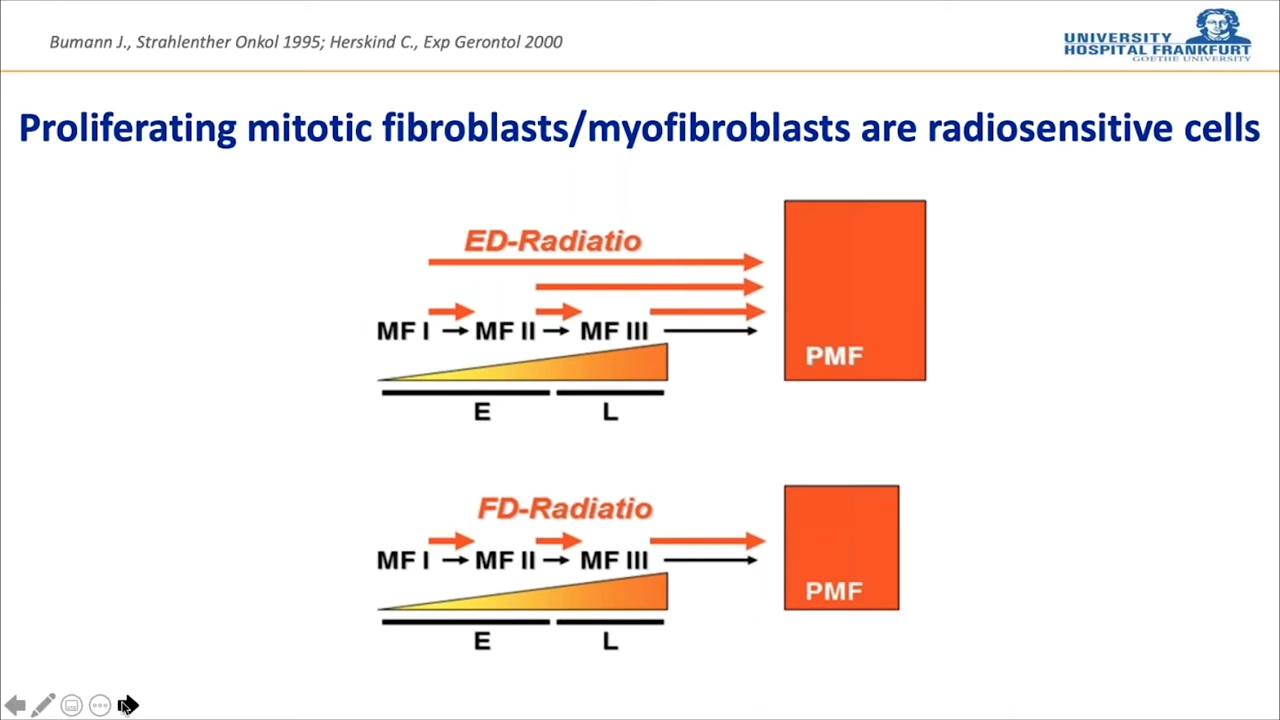 Bumann J., Strahlenther Onkol 1995; Herskind C., Exp Gerontol 2000
UNIVERSITY
HOSPITAL FRANKFURT
GOETHE UNIVERSITY
Proliferating mitotic fibroblasts/myofibroblasts are radiosensitive cells
ED-Radiatio
MF I MF II MF III
PMF
E L
FD-Radiatio
MF I MF II MF III
PMF
E L